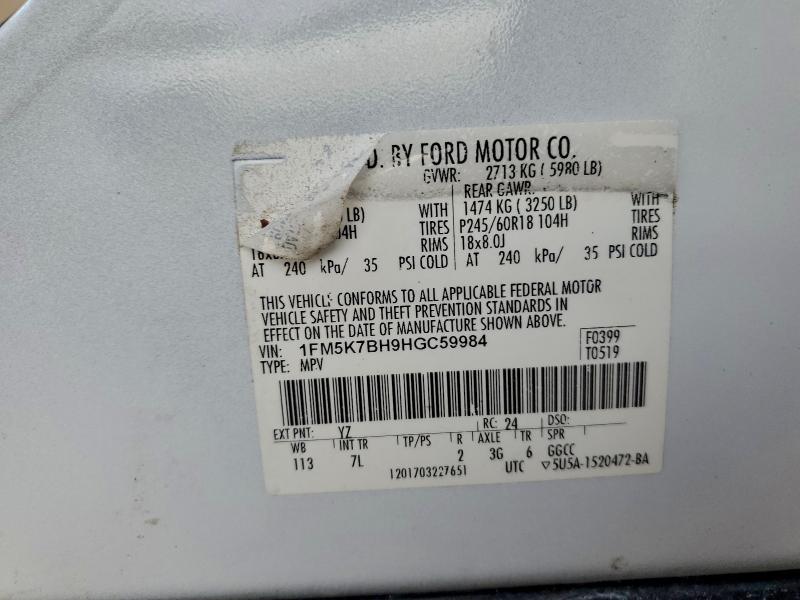 D. BY FORD MOTOR CO.
GVWR: 2713 KG ( 5980 LB)
REAR GAWR:
LB) WITH 1474 KG ( 3250 LB) WITH
04H TIRES P245/60R18 104H TIRES
RIMS 18x8.0J RIMS
AT 240 kPa/ 35 PSI COLD AT 240 kPa/ 35 PSI COLD
THIS VEHICLE CONFORMS TO ALL APPLICABLE FEDERAL MOTOR
VEHICLE SAFETY AND THEFT PREVENTION STANDARDS IN
EFFECT ON THE DATE OF MANUFACTURE SHOWN ABOVE.
VIN: 1FM5K7BH9HGC59984 F0399
TYPE: MPV T0519
EXT PNT: YZ RC: 24 DSO:
WB INT TR TP/PS R AXLE TR SPR
113 7L 2 3G 6 GGCC
1201703227651 UTC ▽5U5A-1520472-BA